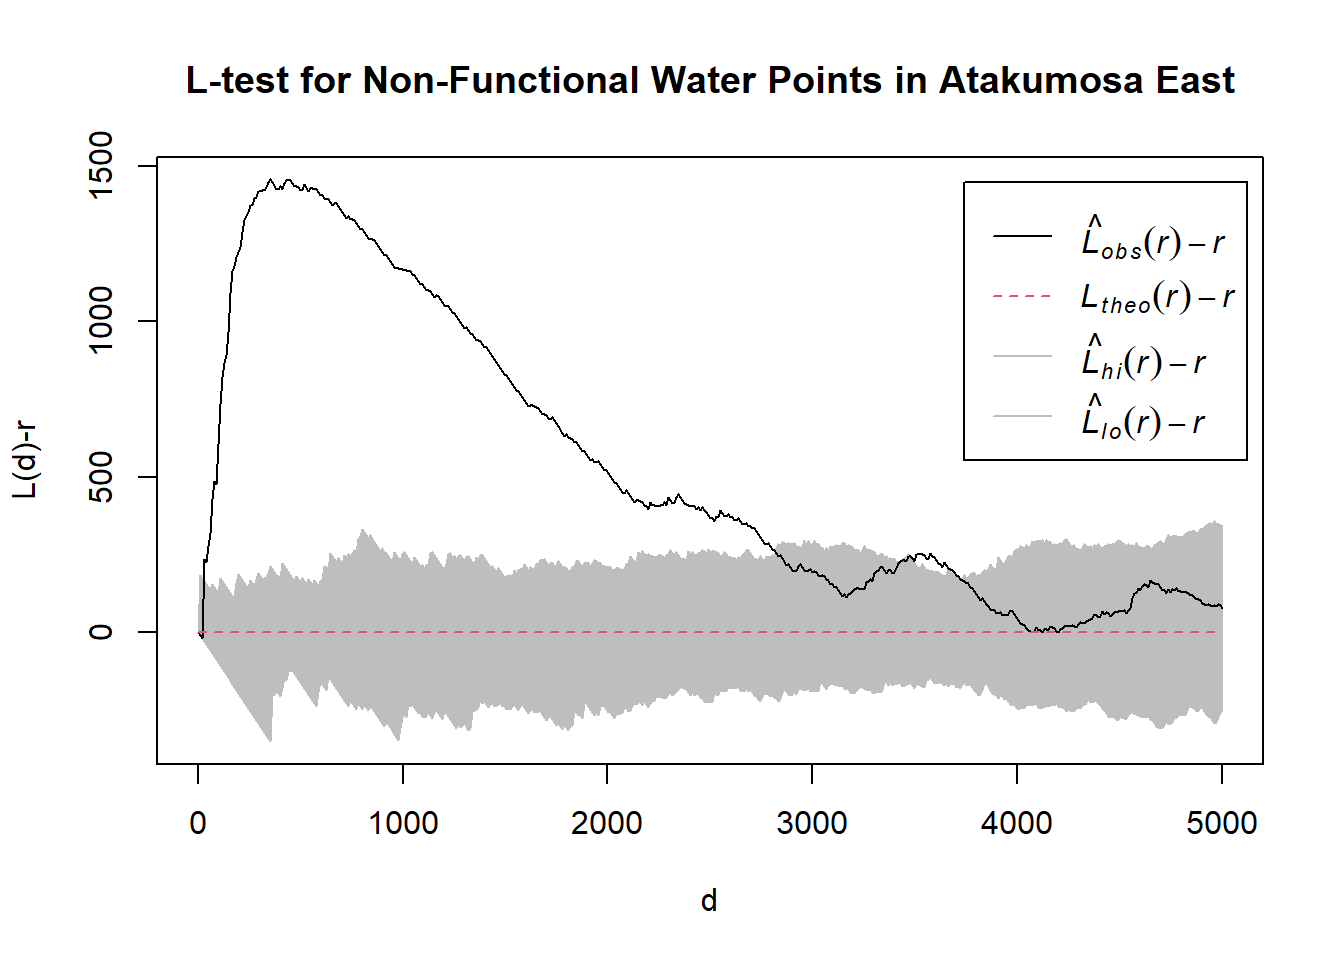 L-test for Non-Functional Water Points in Atakumosa East
1500
1000
500
0
L(d)-r
L̂obs(r) – r
Ltheo(r) – r
L̂hi(r) – r
L̂lo(r) – r
0 1000 2000 3000 4000 5000
d